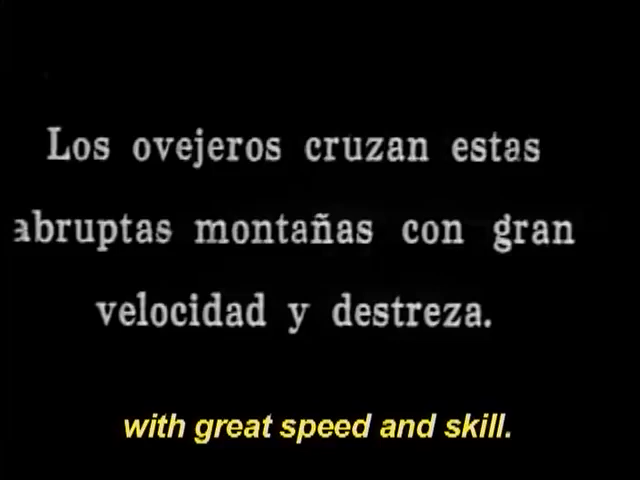 Los ovejeros cruzan estas
abruptas montañas con gran
velocidad y destreza.
with great speed and skill.